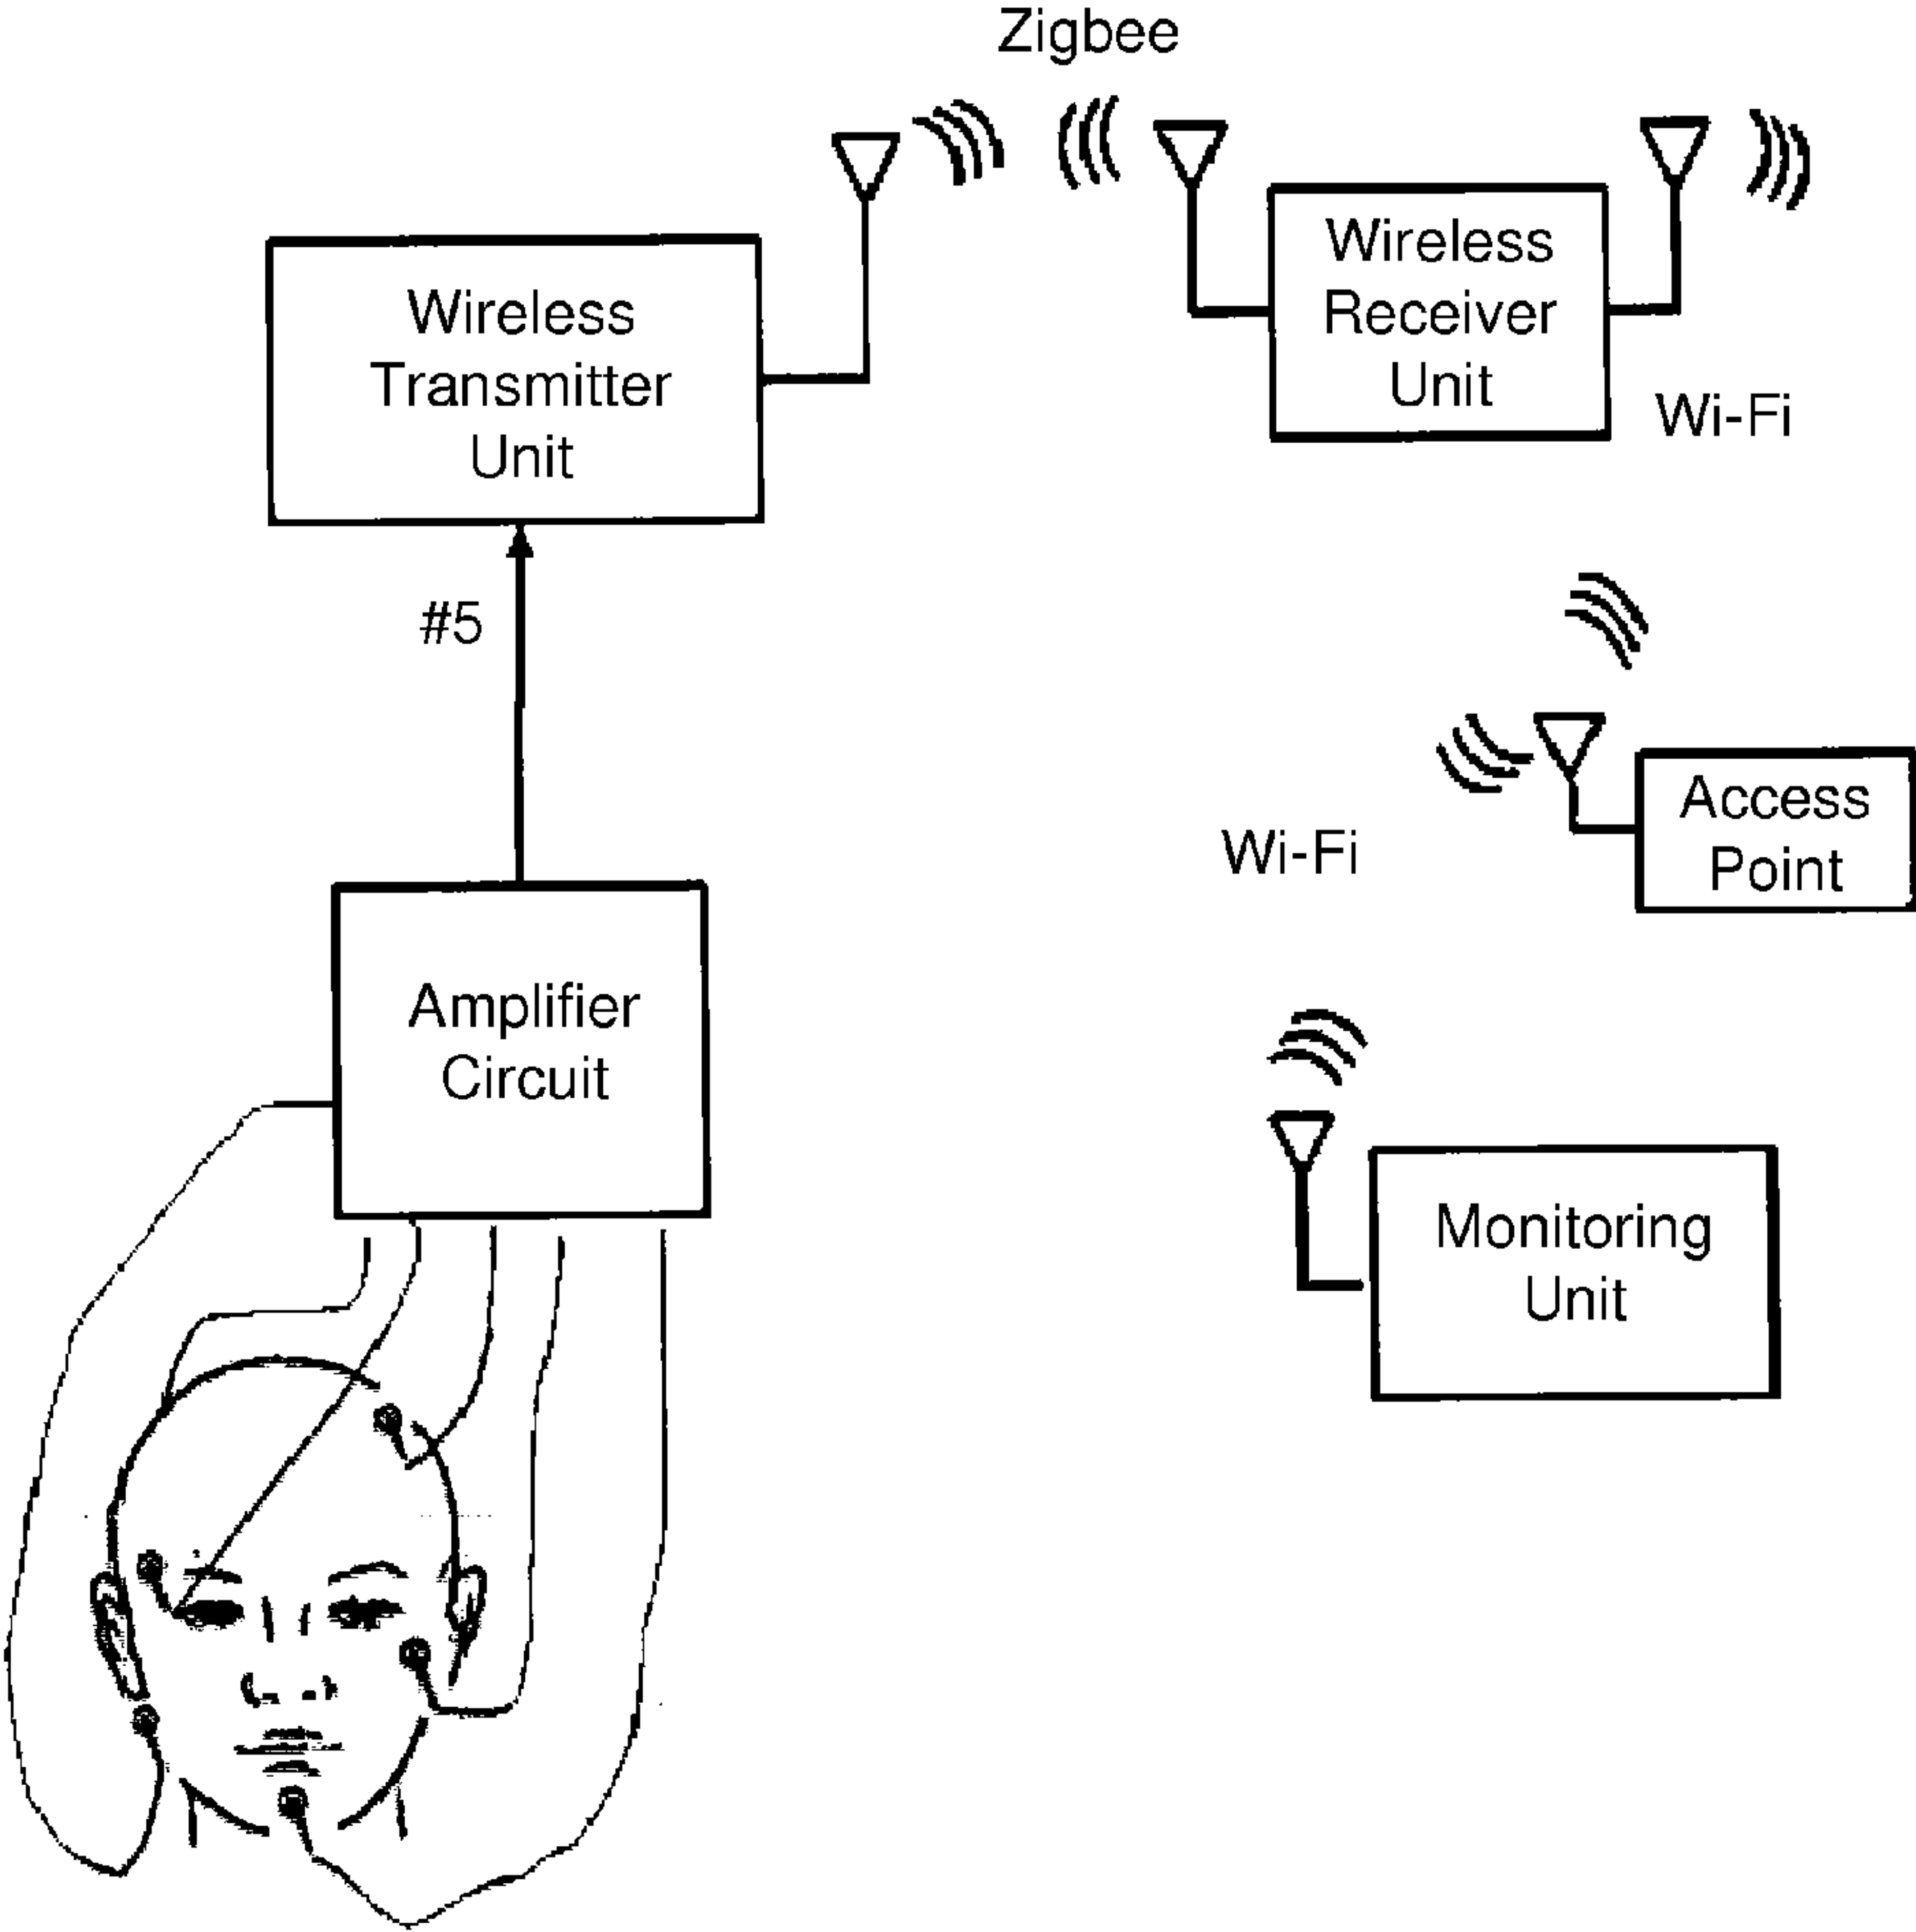 Zigbee
Wireless
Transmitter
Unit
Wireless
Receiver
Unit
Wi-Fi
#5
Access
Point
Wi-Fi
Amplifier
Circuit
Monitoring
Unit